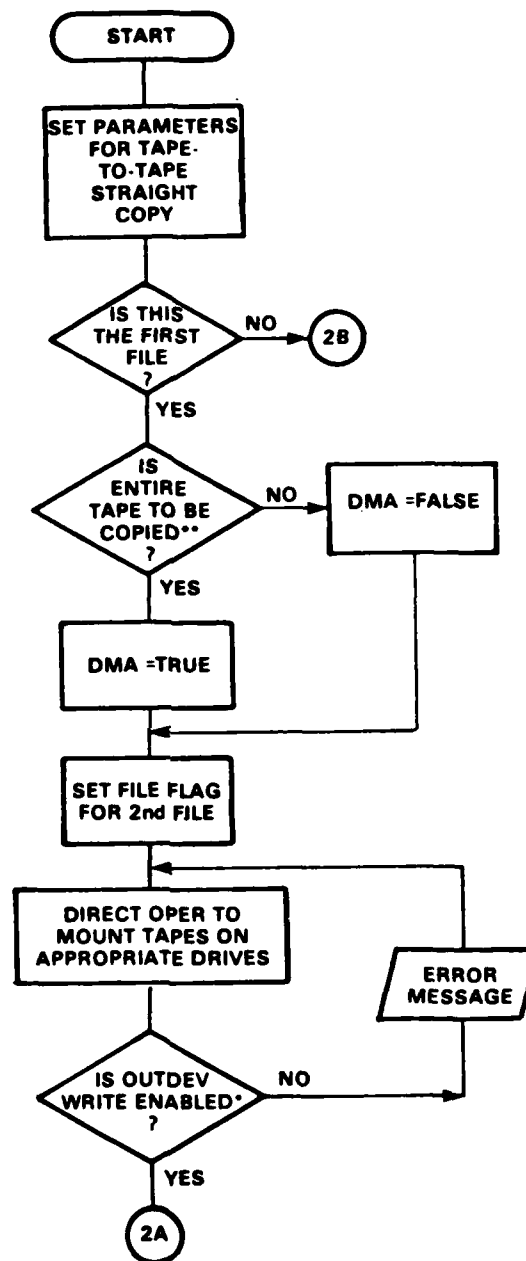 START
SET PARAMETERS
FOR TAPE-
TO-TAPE
STRAIGHT
COPY
IS THIS
THE FIRST
FILE
?
NO
2B
YES
IS
ENTIRE
TAPE TO BE
COPIED**
?
NO
DMA =FALSE
YES
DMA =TRUE
SET FILE FLAG
FOR 2nd FILE
DIRECT OPER TO
MOUNT TAPES ON
APPROPRIATE DRIVES
ERROR
MESSAGE
IS OUTDEV
WRITE ENABLED*
?
NO
YES
2A